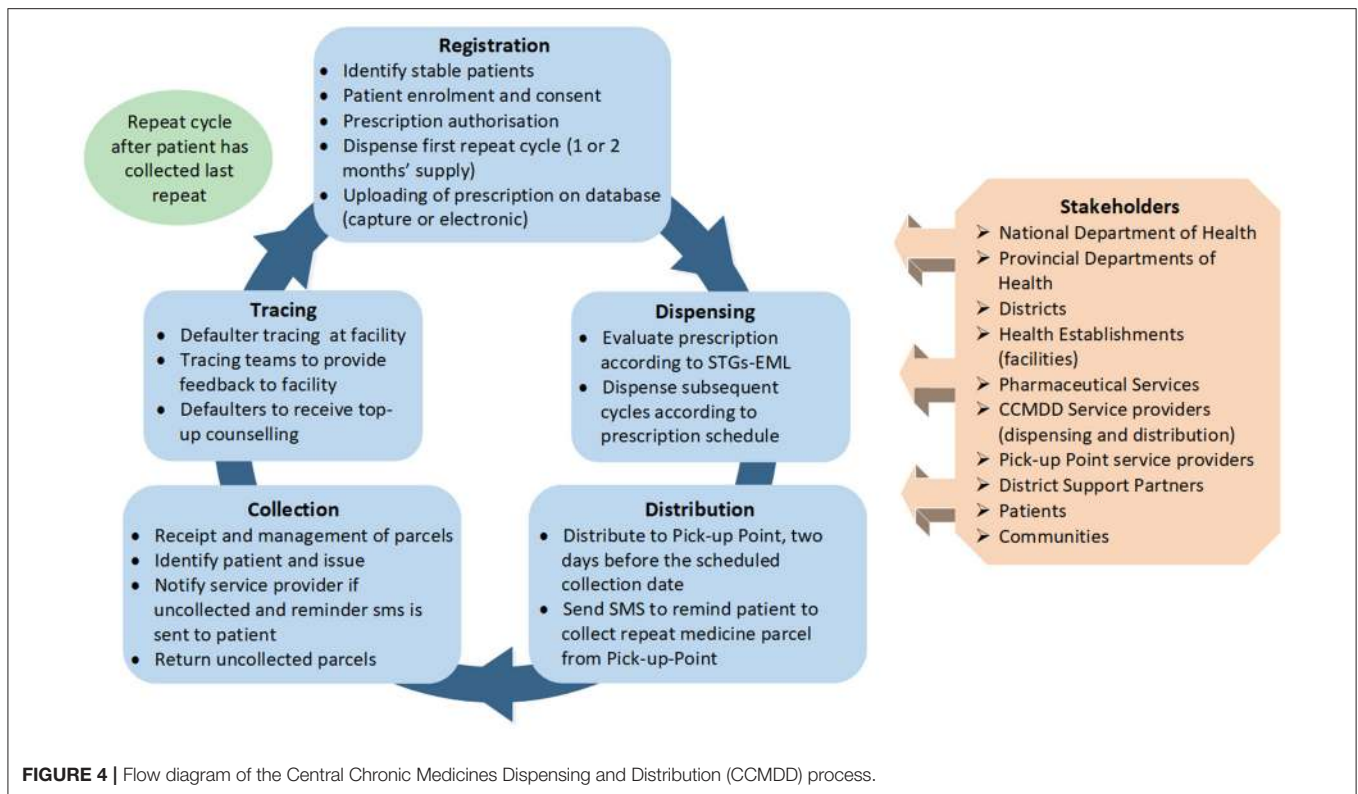 Registration
• Identify stable patients
• Patient enrolment and consent
• Prescription authorisation
• Dispense first repeat cycle (1 or 2
months' supply)
• Uploading of prescription on database
(capture or electronic)
Repeat cycle
after patient has
collected last
repeat
Dispensing
• Evaluate prescription
according to STGs-EML
• Dispense subsequent
cycles according to
prescription schedule
Distribution
• Distribute to Pick-up Point, two
days before the scheduled
collection date
• Send SMS to remind patient to
collect repeat medicine parcel
from Pick-up-Point
Collection
• Receipt and management of parcels
• Identify patient and issue
• Notify service provider if
uncollected and reminder sms is
sent to patient
• Return uncollected parcels
Tracing
• Defaulter tracing at facility
• Tracing teams to provide
feedback to facility
• Defaulters to receive top-
up counselling
Stakeholders
➢ National Department of Health
➢ Provincial Departments of
Health
➢ Districts
➢ Health Establishments
(facilities)
➢ Pharmaceutical Services
➢ CCMDD Service providers
(dispensing and distribution)
➢ Pick-up Point service providers
➢ District Support Partners
➢ Patients
➢ Communities
FIGURE 4 | Flow diagram of the Central Chronic Medicines Dispensing and Distribution (CCMDD) process.